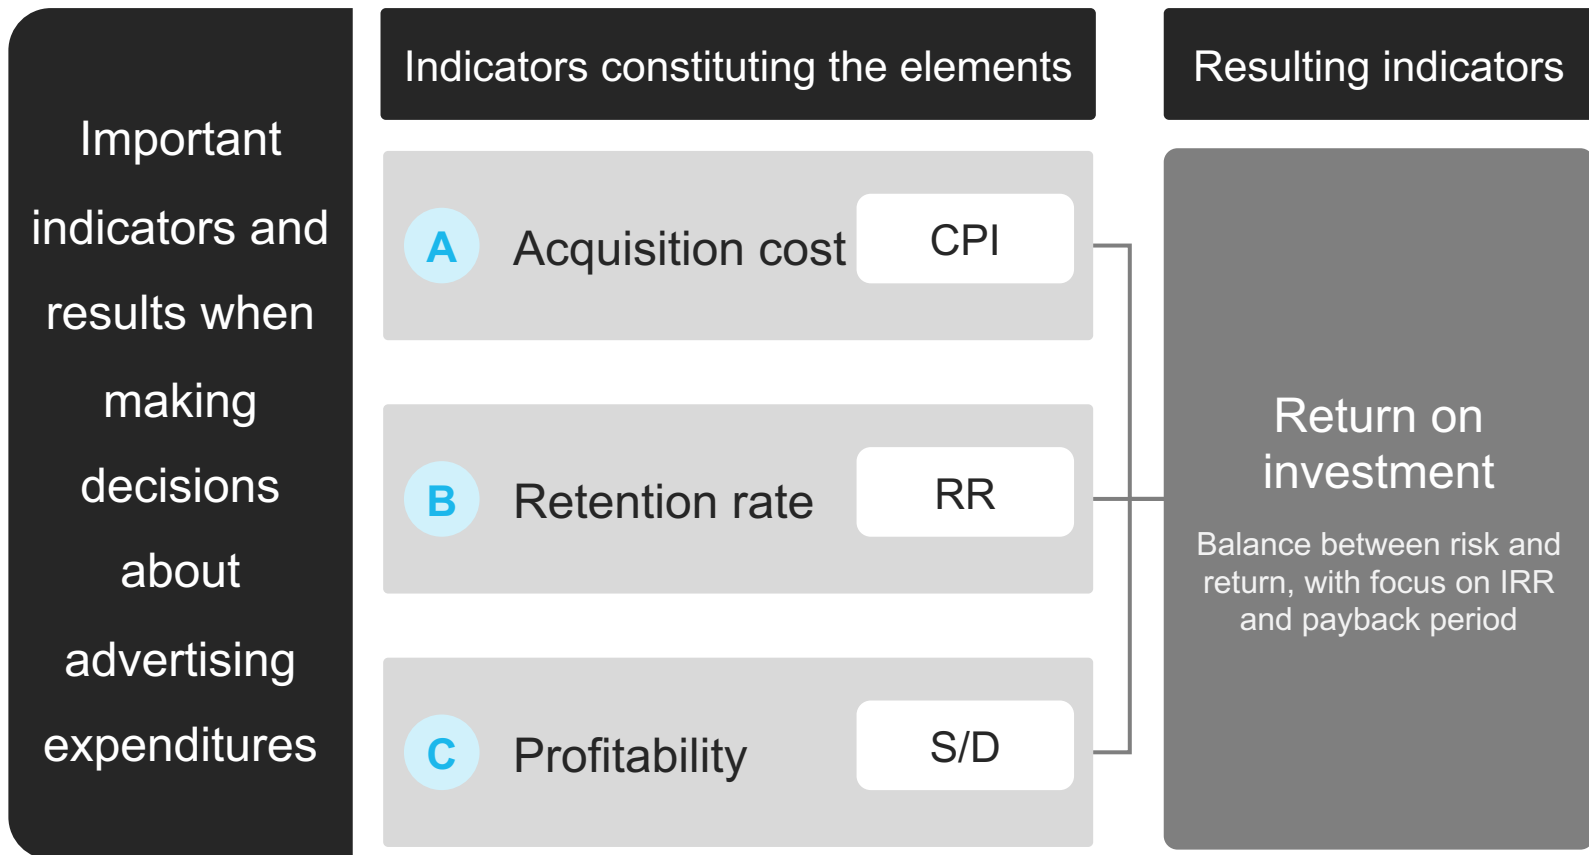 Important
indicators and
results when
making
decisions
about
advertising
expenditures
Indicators constituting the elements
A
Acquisition cost
CPI
B
Retention rate
RR
C
Profitability
S/D
Resulting indicators
Return on
investment
Balance between risk and
return, with focus on IRR
and payback period